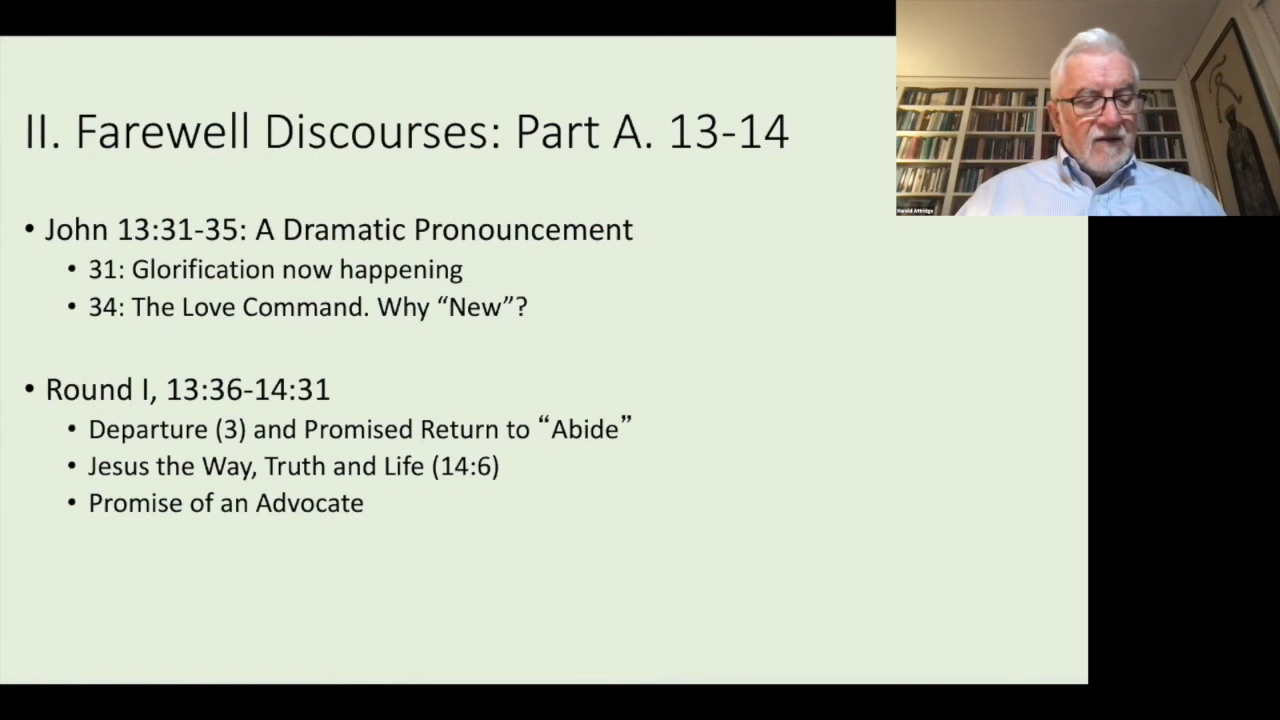 II. Farewell Discourses: Part A. 13-14
• John 13:31-35: A Dramatic Pronouncement
• 31: Glorification now happening
• 34: The Love Command. Why “New”?
• Round I, 13:36-14:31
• Departure (3) and Promised Return to “Abide”
• Jesus the Way, Truth and Life (14:6)
• Promise of an Advocate
Harold Attridge